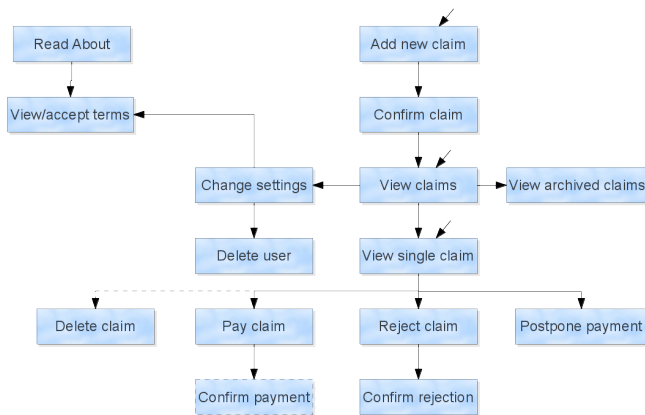 Read About
Add new claim
View/accept terms
Confirm claim
Change settings
View claims
View archived claims
Delete user
View single claim
Delete claim
Pay claim
Reject claim
Postpone payment
Confirm payment
Confirm rejection